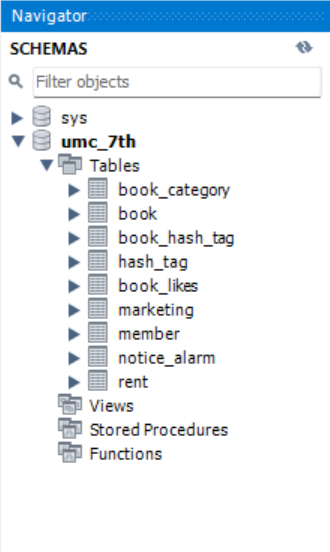 Navigator
SCHEMAS
Filter objects
sys
umc_7th
Tables
book_category
book
book_hash_tag
hash_tag
book_likes
marketing
member
notice_alarm
rent
Views
Stored Procedures
Functions